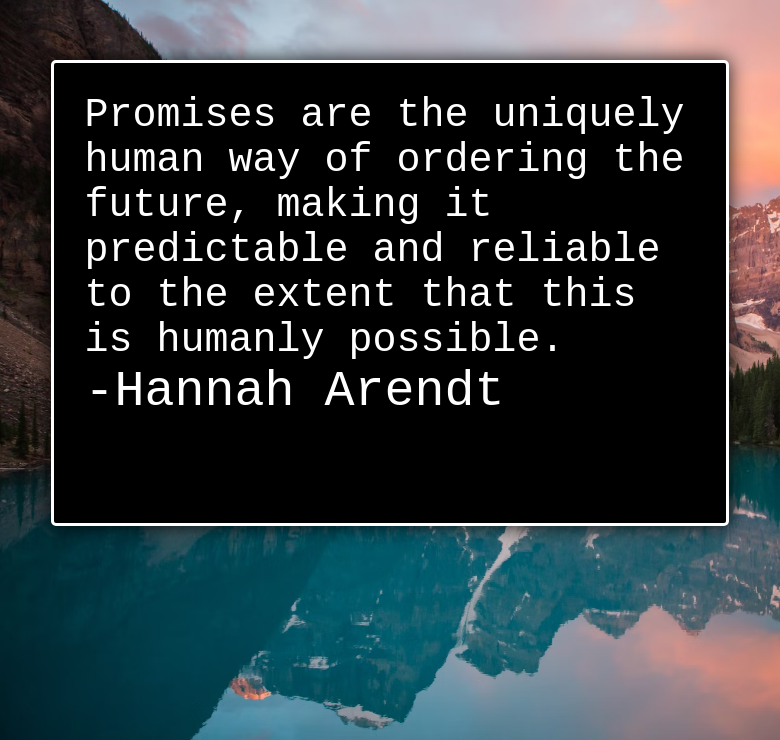 Promises are the uniquely
human way of ordering the
future, making it
predictable and reliable
to the extent that this
is humanly possible.
-Hannah Arendt